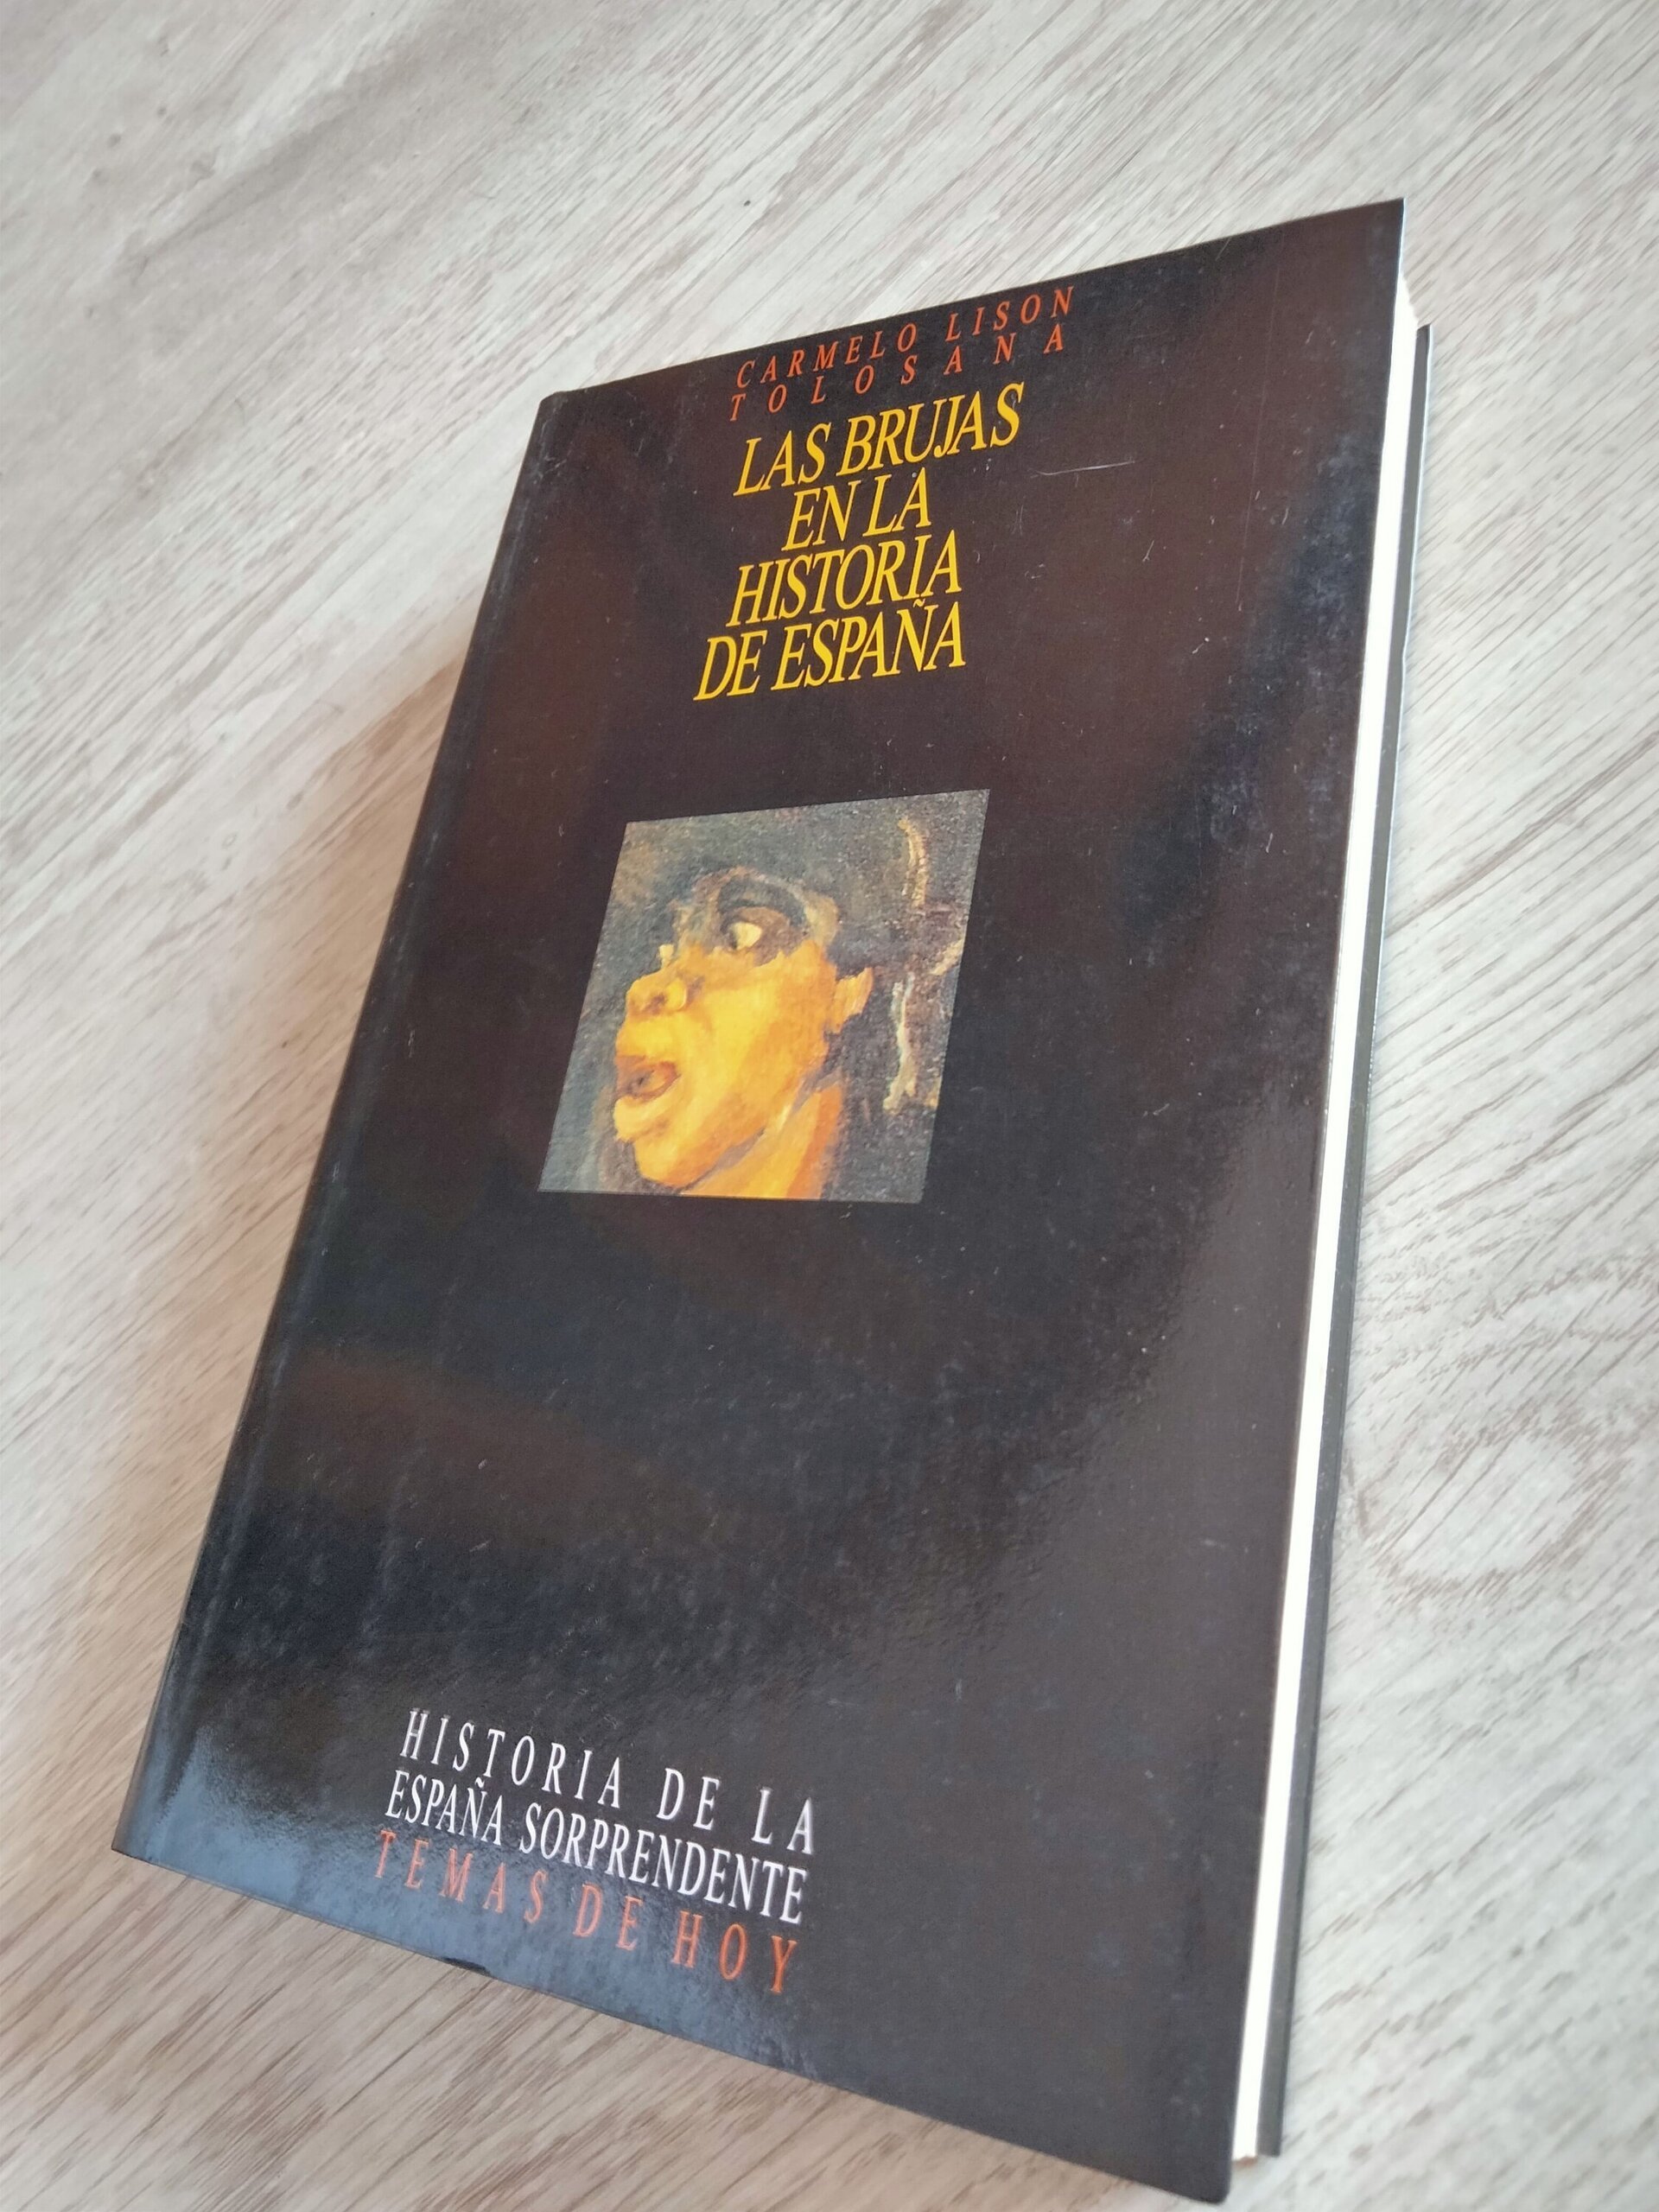 CARMELO LISON
TOLOSANA
LAS BRUJAS
EN LA
HISTORIA
DE ESPAÑA
HISTORIA DE LA
ESPAÑA SORPRENDENTE
TEMAS DE HOY